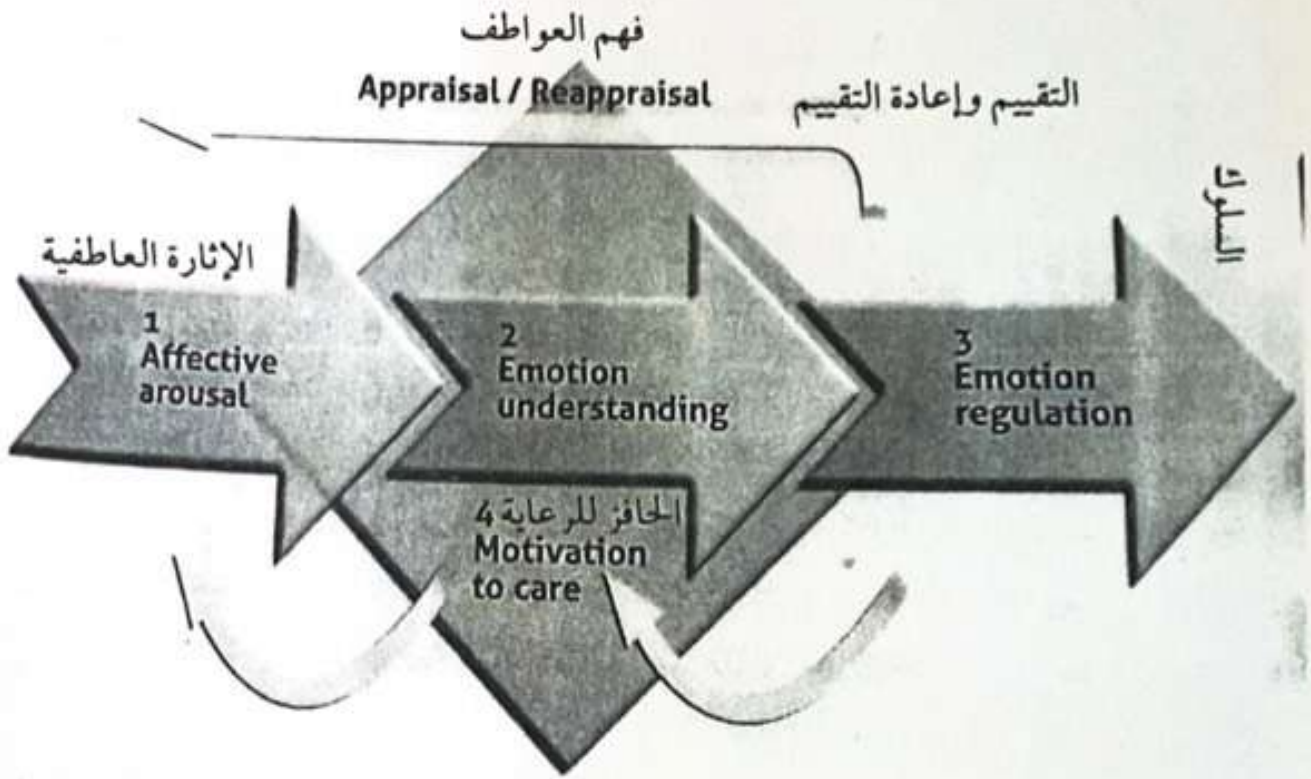 فهم العواطف
Appraisal / Reappraisal
التقييم وإعادة التقييم
السلوك
الإثارة العاطفية
1
Affective
arousal
2
Emotion
understanding
3
Emotion
regulation
4 الحافز للرعاية
Motivation
to care